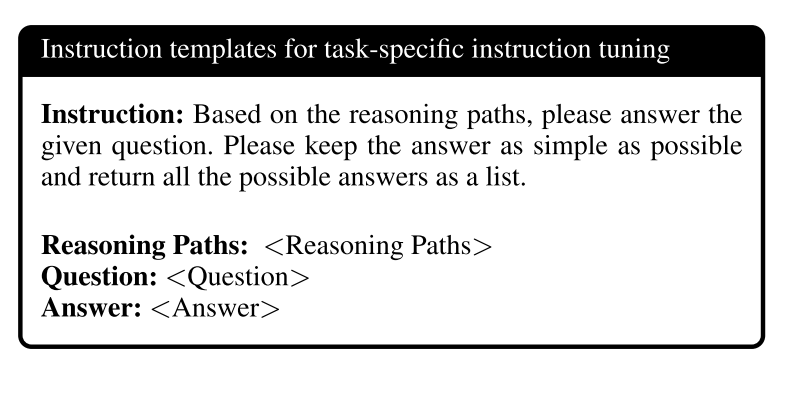 Instruction templates for task-specific instruction tuning
Instruction: Based on the reasoning paths, please answer the
given question. Please keep the answer as simple as possible
and return all the possible answers as a list.
Reasoning Paths: <Reasoning Paths>
Question: <Question>
Answer: <Answer>